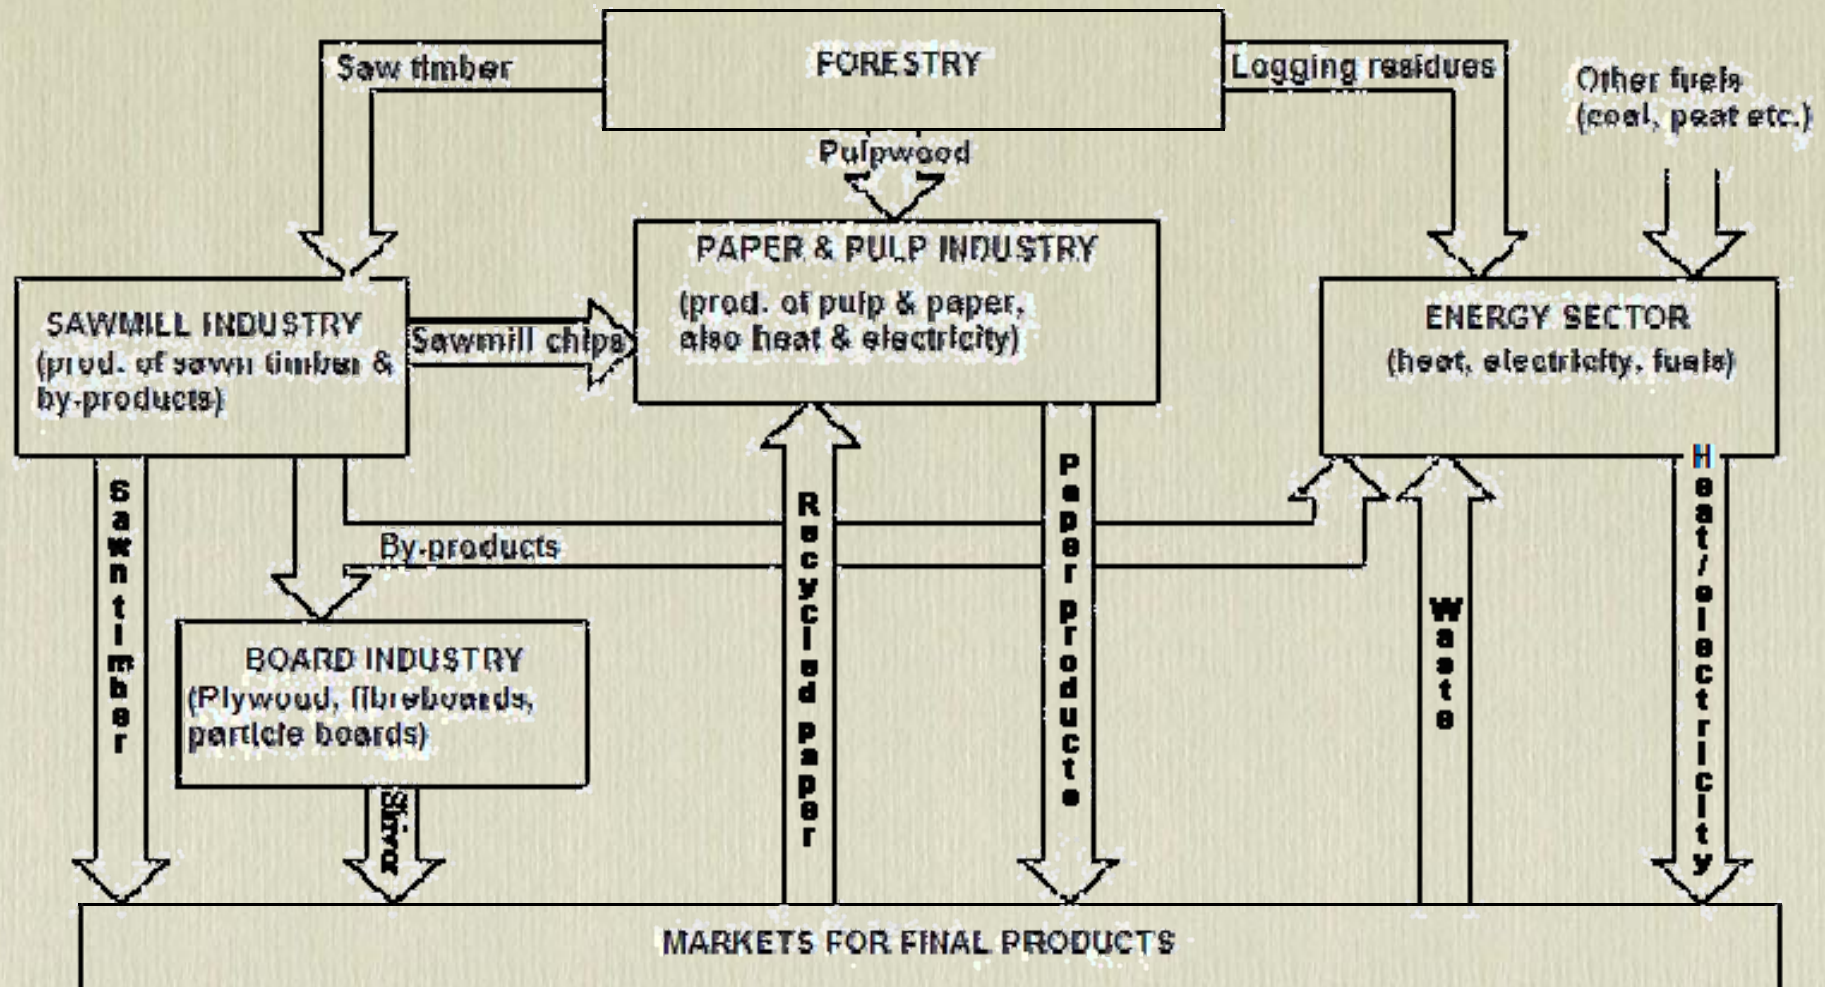 FORESTRY
Saw timber
Logging residues
Other fuels
(coal, peat etc.)
Pulpwood
PAPER & PULP INDUSTRY
(prod. of pulp & paper,
also heat & electricity)
SAWMILL INDUSTRY
(prod. of sawn timber &
by-products)
Sawmill chips
ENERGY SECTOR
(heat, electricity, fuels)
Sawn timber
By-products
Recycled paper
Paper products
Waste
Heat/electricity
BOARD INDUSTRY
(Plywood, fibreboards,
particle boards)
MARKETS FOR FINAL PRODUCTS